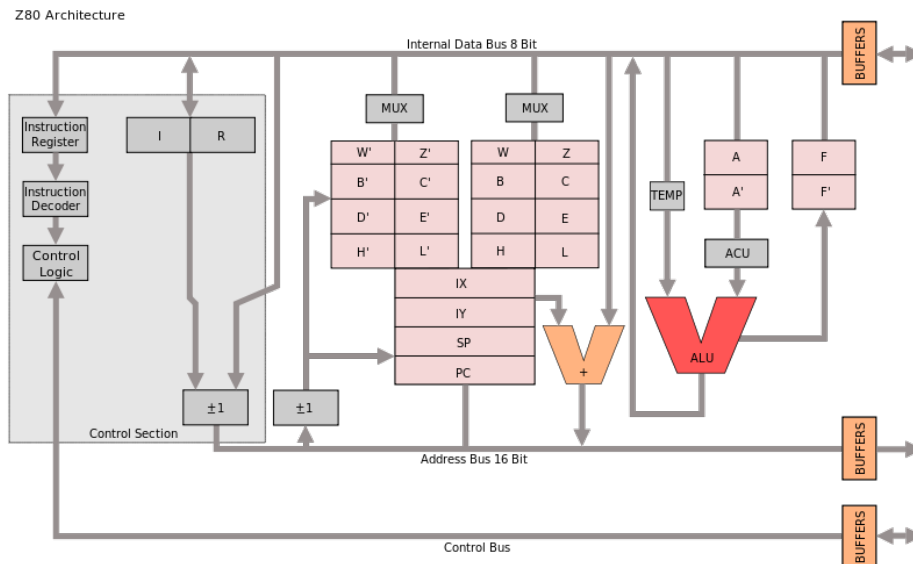 Z80 Architecture
Internal Data Bus 8 Bit
BUFFERS
MUX
MUX
Instruction
Register
I
R
W'
Z'
W
Z
A
F
B'
C'
B
C
Instruction
Decoder
TEMP
A'
F'
D'
E'
D
E
Control
Logic
H'
L'
H
L
ACU
IX
IY
SP
PC
+
ALU
±1
±1
Control Section
Address Bus 16 Bit
BUFFERS
Control Bus
BUFFERS